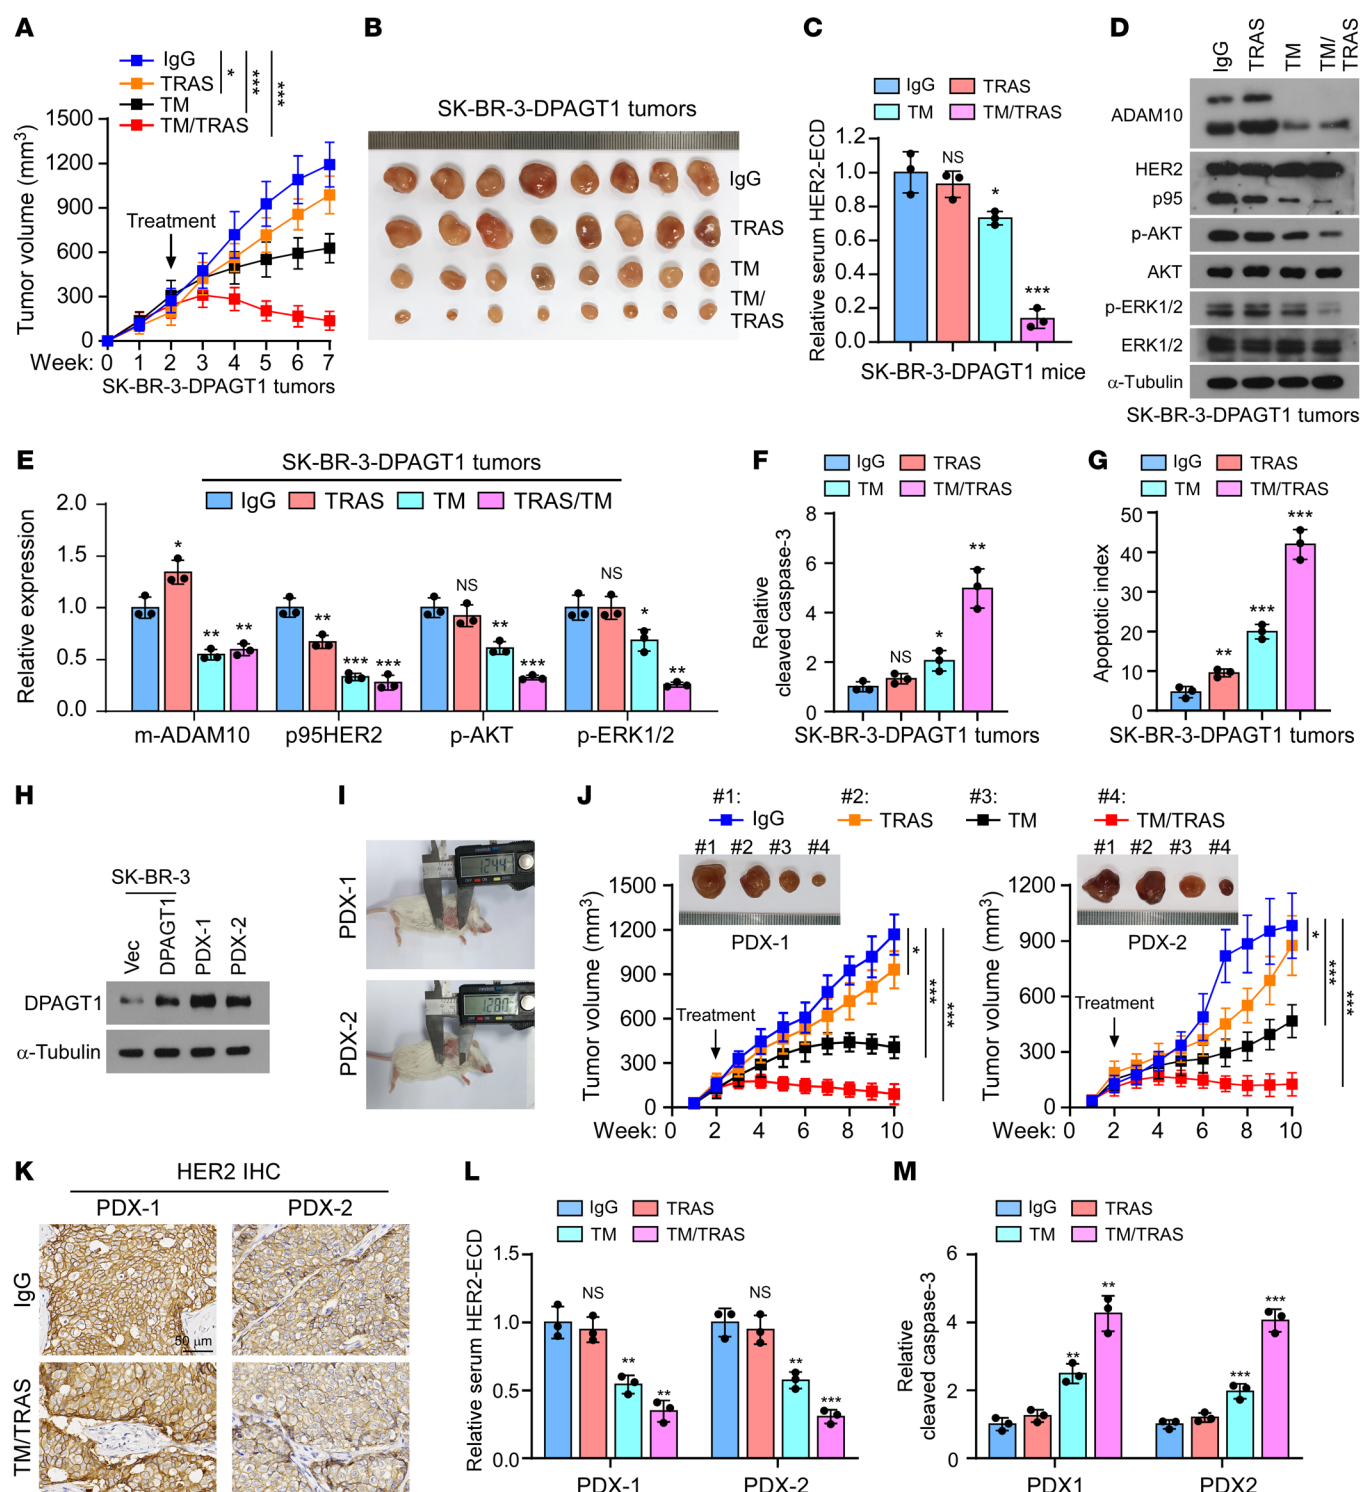 A
IgG
TRAS
TM
TM/TRAS
*
***
***
Tumor volume (mm³)
1500
1200
900
600
300
0
Treatment
Week: 0 1 2 3 4 5 6 7
SK-BR-3-DPAGT1 tumors
B
SK-BR-3-DPAGT1 tumors
IgG
TRAS
TM
TM/
TRAS
C
IgG
TRAS
TM
TM/TRAS
Relative serum HER2-ECD
1.2
1.0
0.8
0.6
0.4
0.2
0.0
NS
*
***
SK-BR-3-DPAGT1 mice
D
IgG
TRAS
TM
TM/
TRAS
ADAM10
HER2
p95
p-AKT
AKT
p-ERK1/2
ERK1/2
α-Tubulin
SK-BR-3-DPAGT1 tumors
E
SK-BR-3-DPAGT1 tumors
IgG
TRAS
TM
TRAS/TM
Relative expression
2.0
1.5
1.0
0.5
0.0
* ** **
** *** ***
NS ** ***
NS * **
m-ADAM10 p95HER2 p-AKT p-ERK1/2
F
IgG
TRAS
TM
TM/TRAS
Relative
cleaved caspase-3
8
6
4
2
0
NS
*
**
SK-BR-3-DPAGT1 tumors
G
IgG
TRAS
TM
TM/TRAS
Apoptotic index
50
40
30
20
10
0
**
***
***
SK-BR-3-DPAGT1 tumors
H
SK-BR-3
Vec
DPAGT1
PDX-1
PDX-2
DPAGT1
α-Tubulin
I
PDX-1
1244
PDX-2
1280
J
#1:
IgG
#2:
TRAS
#3:
TM
#4:
TM/TRAS
#1 #2 #3 #4
PDX-1
Tumor volume (mm³)
1500
1200
900
600
300
0
Treatment
*
***
***
Week: 0 2 4 6 8 10
#1 #2 #3 #4
PDX-2
Tumor volume (mm³)
1200
900
600
300
0
Treatment
*
***
***
Week: 0 2 4 6 8 10
K
HER2 IHC
PDX-1 PDX-2
IgG
50 µm
TM/TRAS
L
IgG
TRAS
TM
TM/TRAS
Relative serum HER2-ECD
1.5
1.0
0.5
0.0
NS ** **
NS ** ***
PDX-1 PDX-2
M
IgG
TRAS
TM
TM/TRAS
Relative
cleaved caspase-3
6
4
2
0
** **
*** ***
PDX1 PDX2